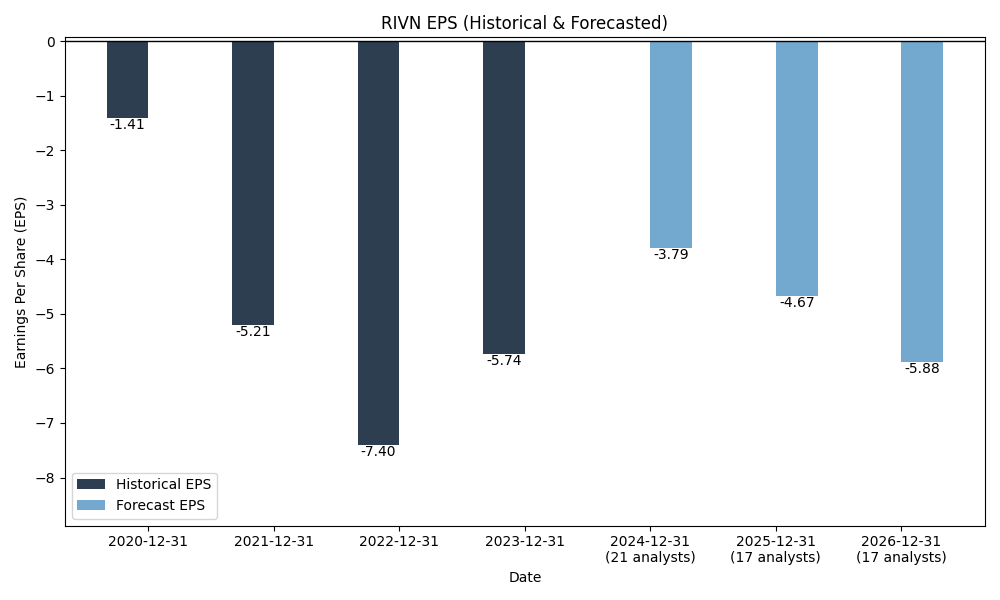 RIVN EPS (Historical & Forecasted)
0
−1
−2
−3
−4
−5
−6
−7
−8
Earnings Per Share (EPS)
-1.41
-5.21
-7.40
-5.74
-3.79
-4.67
-5.88
Historical EPS
Forecast EPS
2020-12-31
2021-12-31
2022-12-31
2023-12-31
2024-12-31
(21 analysts)
2025-12-31
(17 analysts)
2026-12-31
(17 analysts)
Date